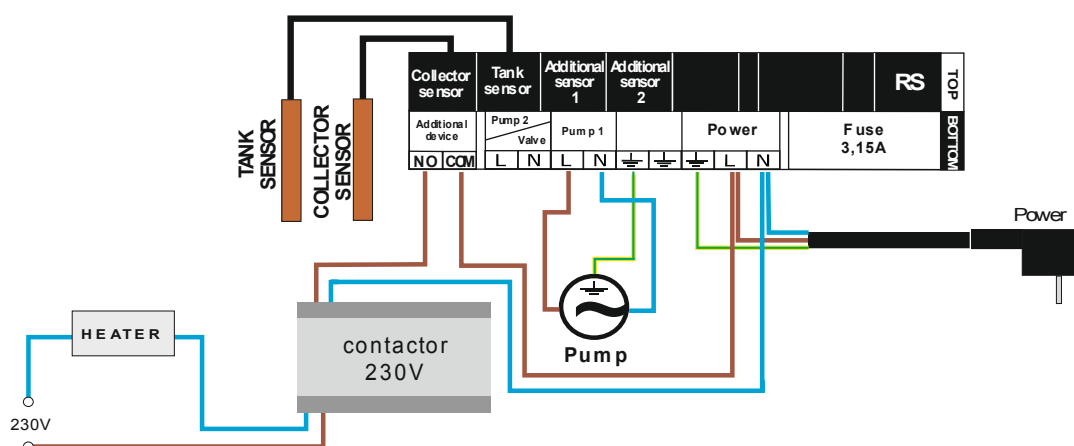 Collector
sensor
Tank
sensor
Additional
sensor
1
Additional
sensor
2
RS
TOP
Additional
device
Pump 2
Valve
Pump 1
Power
Fuse
3,15A
BOTTOM
NO COM L N L N L N
TANK
SENSOR
COLLECTOR
SENSOR
Power
HEATER
contactor
230V
Pump
230V